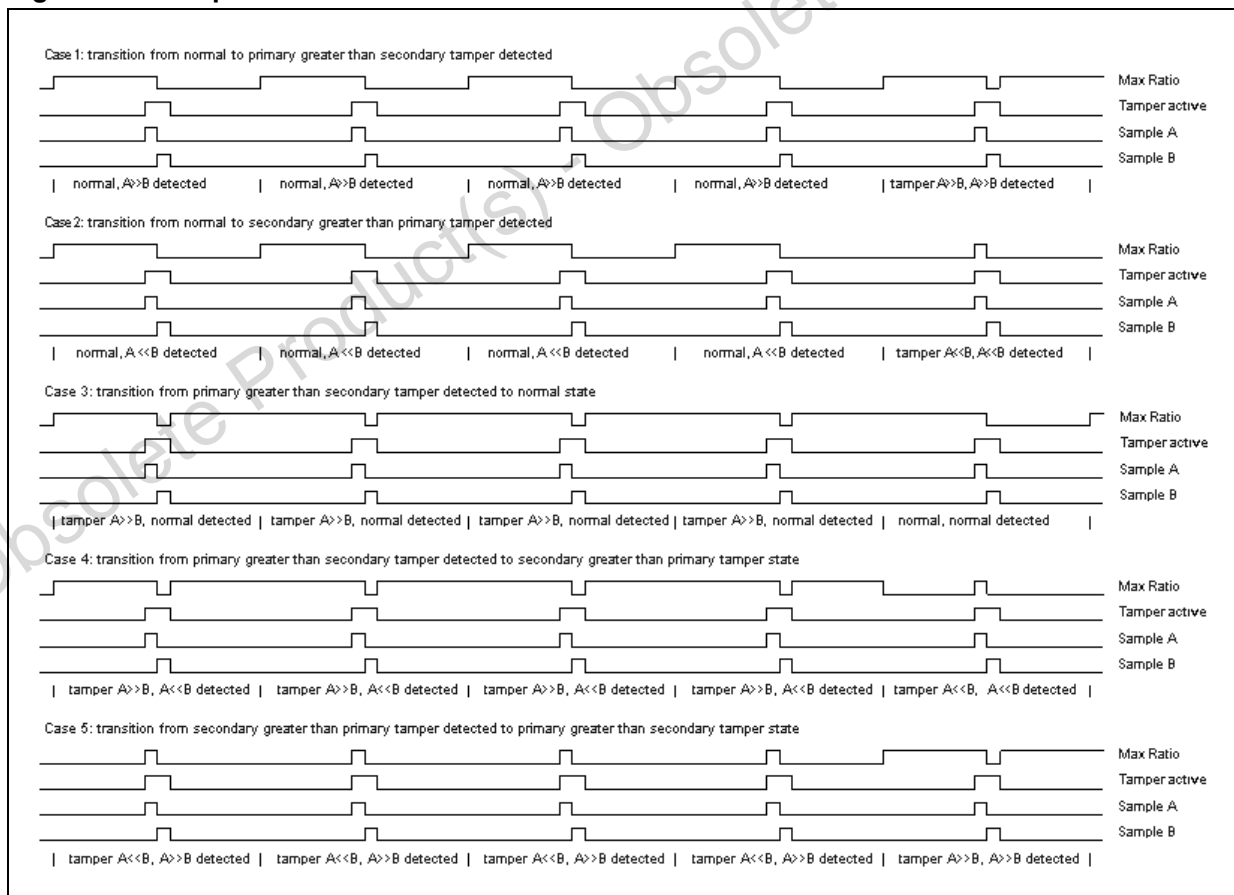 Case 1: transition from normal to primary greater than secondary tamper detected
Max Ratio
Tamper active
Sample A
Sample B
| normal, A>>B detected | normal, A>>B detected | normal, A>>B detected | normal, A>>B detected | tamper A>>B, A>>B detected |
Case 2: transition from normal to secondary greater than primary tamper detected
Max Ratio
Tamper active
Sample A
Sample B
| normal, A<<B detected | normal, A<<B detected | normal, A<<B detected | normal, A<<B detected | tamper A<<B, A<<B detected |
Case 3: transition from primary greater than secondary tamper detected to normal state
Max Ratio
Tamper active
Sample A
Sample B
| tamper A>>B, normal detected | tamper A>>B, normal detected | tamper A>>B, normal detected | tamper A>>B, normal detected | normal, normal detected |
Case 4: transition from primary greater than secondary tamper detected to secondary greater than primary tamper state
Max Ratio
Tamper active
Sample A
Sample B
| tamper A>>B, A<<B detected | tamper A>>B, A<<B detected | tamper A>>B, A<<B detected | tamper A>>B, A<<B detected | tamper A<<B, A<<B detected |
Case 5: transition from secondary greater than primary tamper detected to primary greater than secondary tamper state
Max Ratio
Tamper active
Sample A
Sample B
| tamper A<<B, A>>B detected | tamper A<<B, A>>B detected | tamper A<<B, A>>B detected | tamper A<<B, A>>B detected | tamper A>>B, A>>B detected |
Obsolete Product(s) - Obsolete